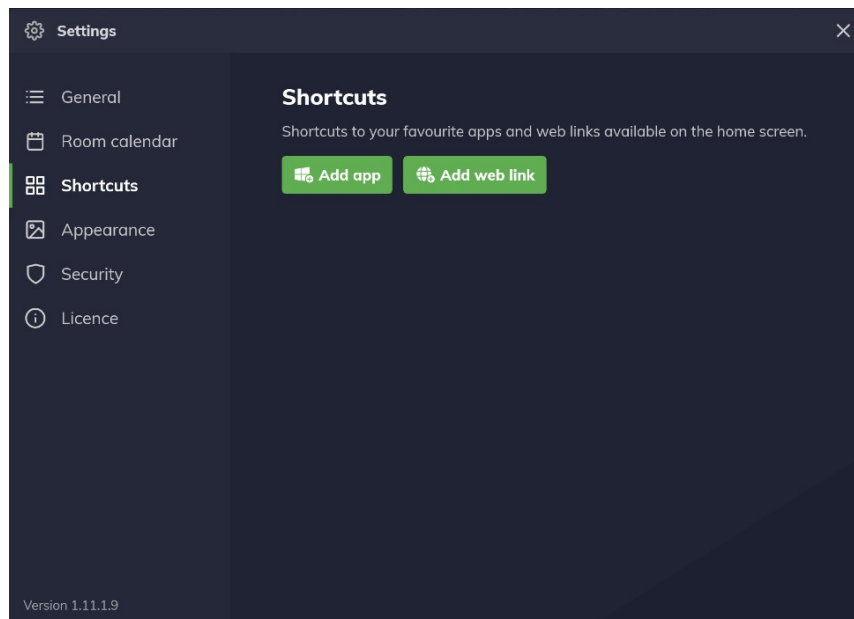 Settings
General
Room calendar
Shortcuts
Appearance
Security
Licence
Version 1.11.1.9
Shortcuts
Shortcuts to your favourite apps and web links available on the home screen.
Add app
Add web link